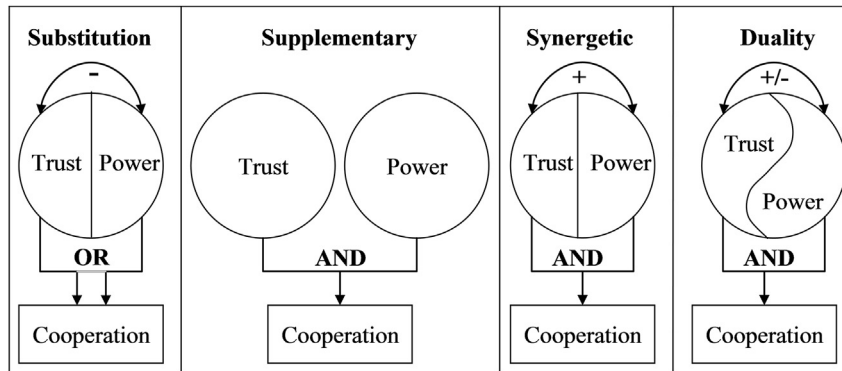 Substitution
-
Trust
Power
OR
Cooperation
Supplementary
Trust
Power
AND
Cooperation
Synergetic
+
Trust
Power
AND
Cooperation
Duality
+/-
Trust
Power
AND
Cooperation